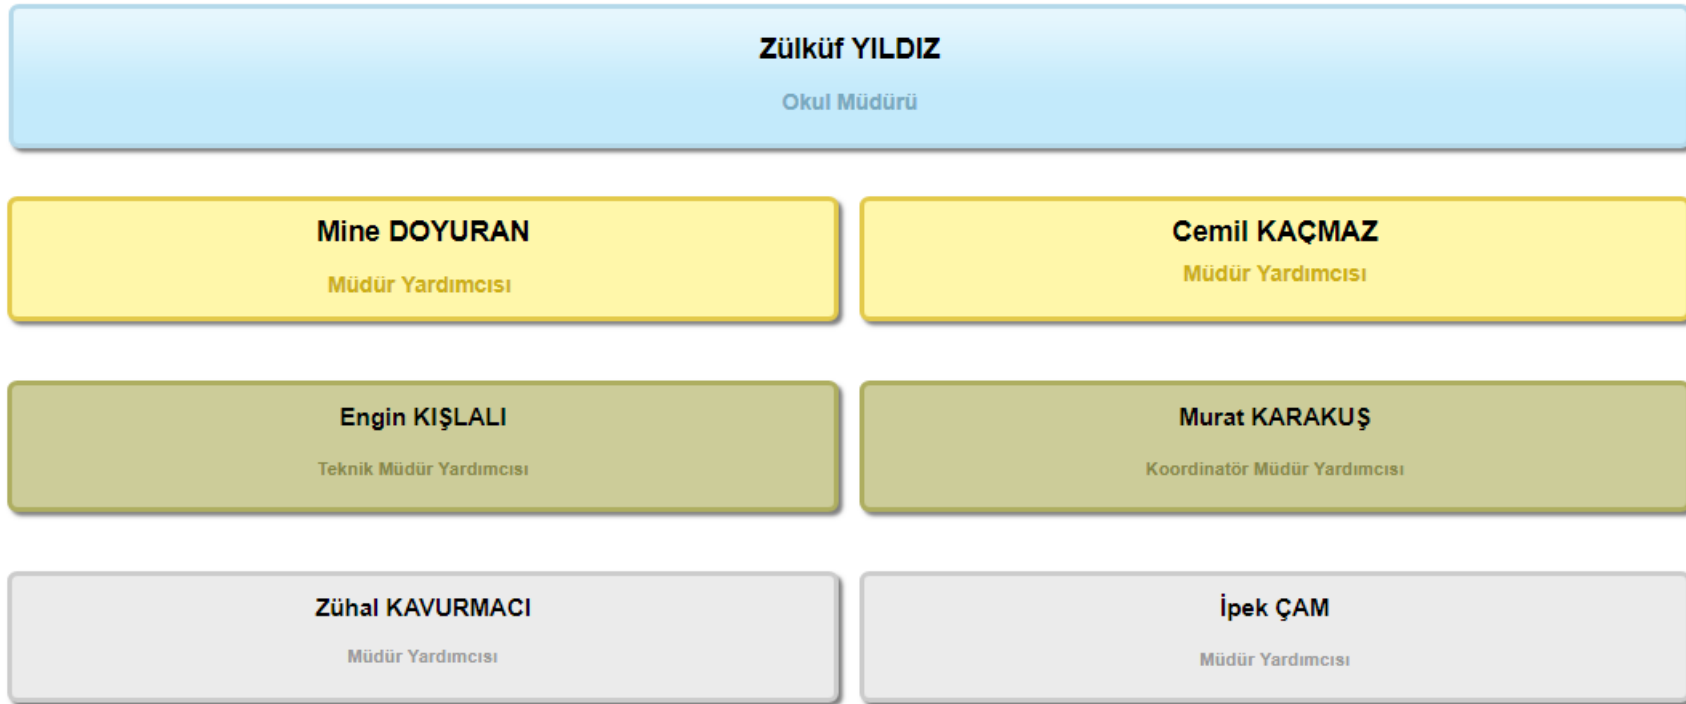 Zülküf YILDIZ
Okul Müdürü
Mine DOYURAN
Müdür Yardımcısı
Cemil KAÇMAZ
Müdür Yardımcısı
Engin KIŞLALI
Teknik Müdür Yardımcısı
Murat KARAKUŞ
Koordinatör Müdür Yardımcısı
Zühal KAVURMACI
Müdür Yardımcısı
İpek ÇAM
Müdür Yardımcısı